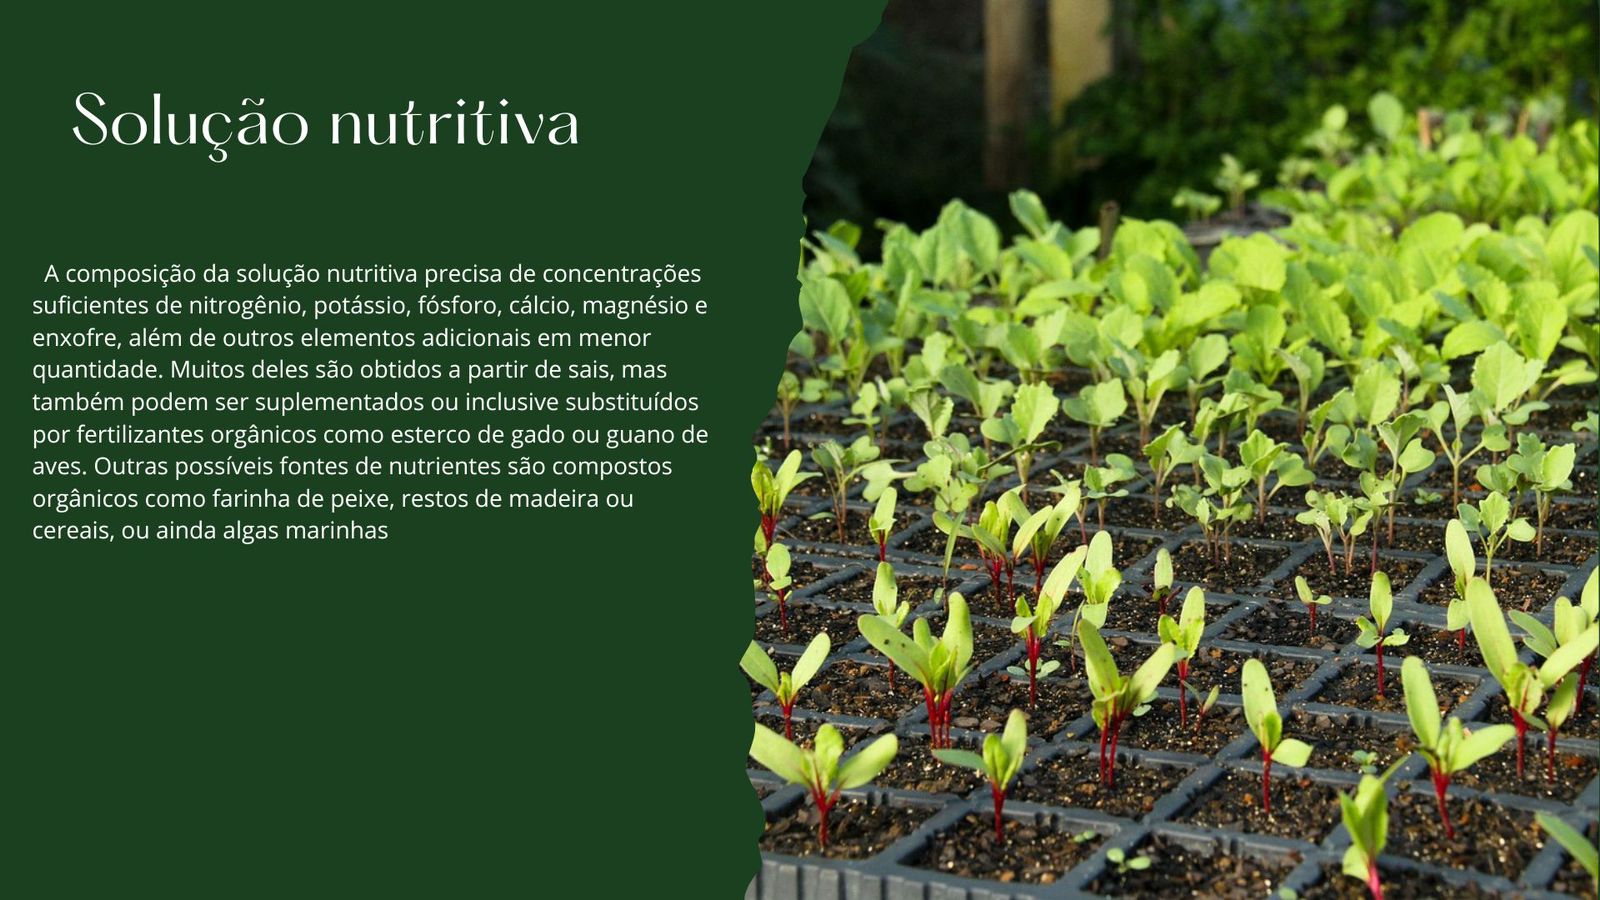 Solução nutritiva
A composição da solução nutritiva precisa de concentrações
suficientes de nitrogênio, potássio, fósforo, cálcio, magnésio e
enxofre, além de outros elementos adicionais em menor
quantidade. Muitos deles são obtidos a partir de sais, mas
também podem ser suplementados ou inclusive substituídos
por fertilizantes orgânicos como esterco de gado ou guano de
aves. Outras possíveis fontes de nutrientes são compostos
orgânicos como farinha de peixe, restos de madeira ou
cereais, ou ainda algas marinhas